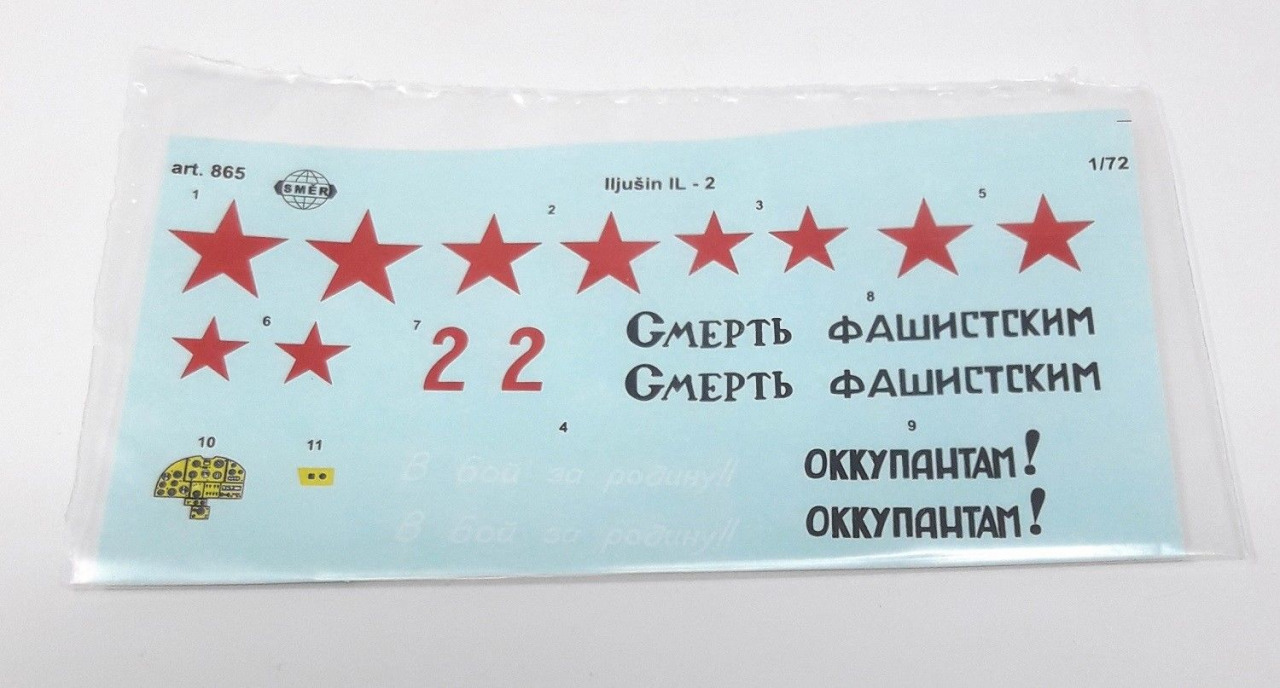 art. 865
SMĚR
Iljušin IL - 2
1/72
1
2
3
5
6
7
8
2 2
Смерть фашистским
Смерть фашистским
10
11
4
9
В бой за родину!!
ОККУПАНТАМ!
В бой за родину!!
ОККУПАНТАМ!